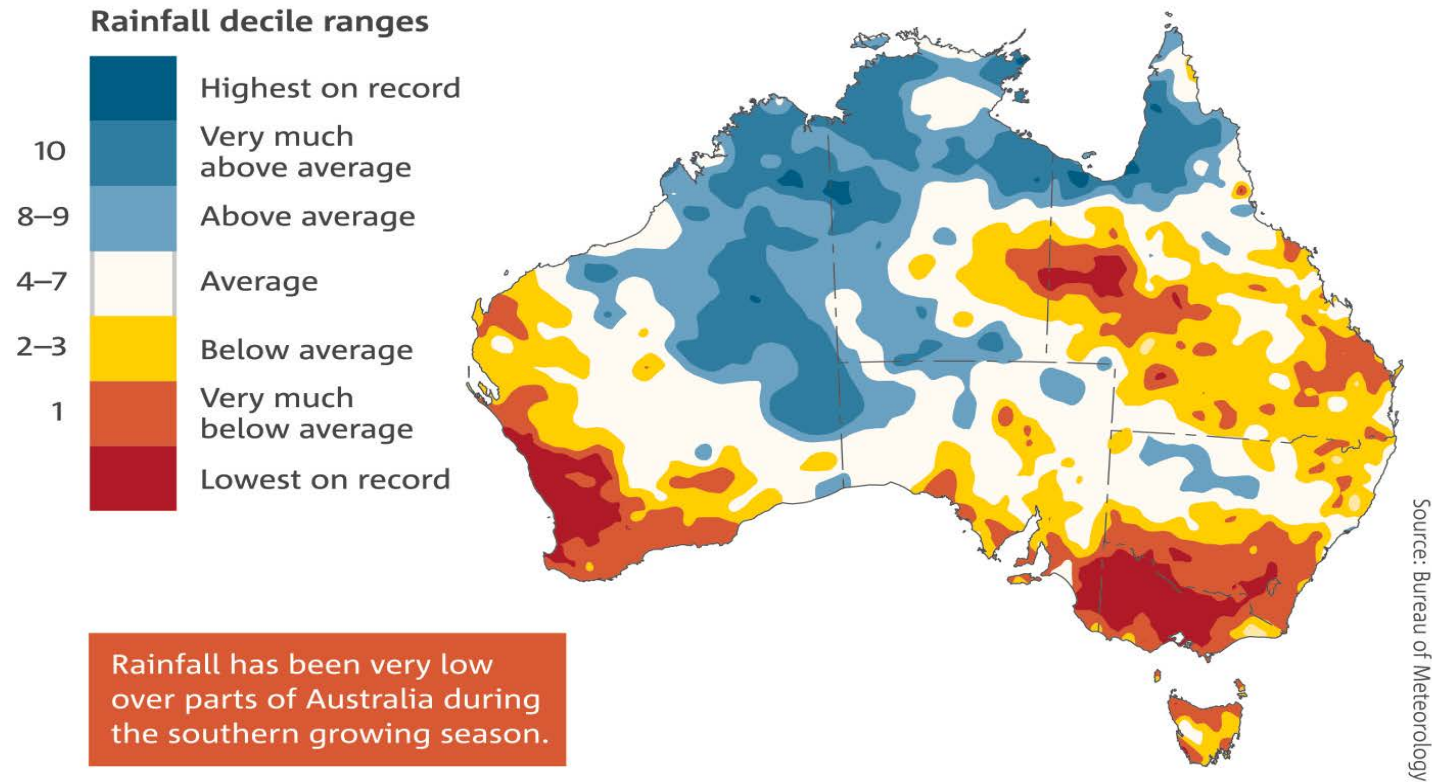 Rainfall decile ranges
Highest on record
10
Very much
above average
8–9
Above average
4–7
Average
2–3
Below average
1
Very much
below average
Lowest on record
Rainfall has been very low
over parts of Australia during
the southern growing season.
Source: Bureau of Meteorology